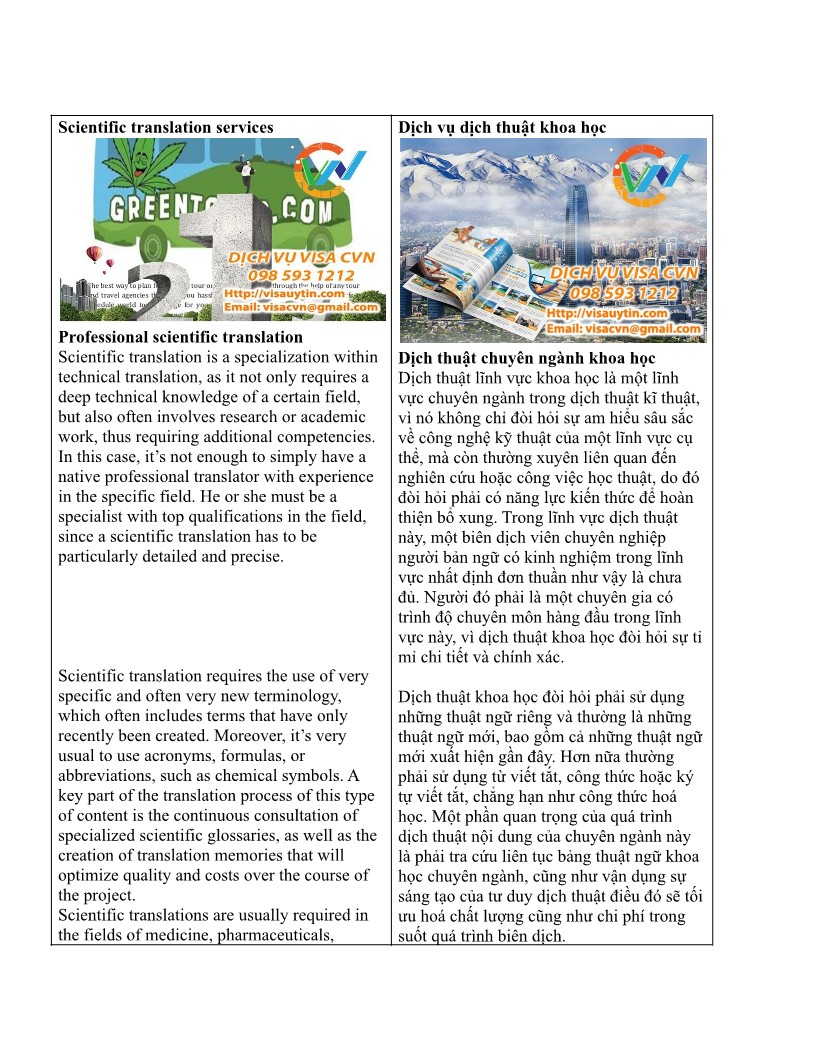 Scientific translation services
GREENTO
.COM
DỊCH VỤ VISA CVN
098 593 1212
Http://visauytin.com
Email: visacvn@gmail.com
Professional scientific translation
Scientific translation is a specialization within
technical translation, as it not only requires a
deep technical knowledge of a certain field,
but also often involves research or academic
work, thus requiring additional competencies.
In this case, it’s not enough to simply have a
native professional translator with experience
in the specific field. He or she must be a
specialist with top qualifications in the field,
since a scientific translation has to be
particularly detailed and precise.
Scientific translation requires the use of very
specific and often very new terminology,
which often includes terms that have only
recently been created. Moreover, it’s very
usual to use acronyms, formulas, or
abbreviations, such as chemical symbols. A
key part of the translation process of this type
of content is the continuous consultation of
specialized scientific glossaries, as well as the
creation of translation memories that will
optimize quality and costs over the course of
the project.
Scientific translations are usually required in
the fields of medicine, pharmaceuticals,
Dịch vụ dịch thuật khoa học
DỊCH VỤ VISA CVN
098 593 1212
Http://visauytin.com
Email: visacvn@gmail.com
Dịch thuật chuyên ngành khoa học
Dịch thuật lĩnh vực khoa học là một lĩnh
vực chuyên ngành trong dịch thuật kĩ thuật,
vì nó không chỉ đòi hỏi sự am hiểu sâu sắc
về công nghệ kỹ thuật của một lĩnh vực cụ
thể, mà còn thường xuyên liên quan đến
nghiên cứu hoặc công việc học thuật, do đó
đòi hỏi phải có năng lực kiến thức để hoàn
thiện bổ xung. Trong lĩnh vực dịch thuật
này, một biên dịch viên chuyên nghiệp
người bản ngữ có kinh nghiệm trong lĩnh
vực nhất định đơn thuần như vậy là chưa
đủ. Người đó phải là một chuyên gia có
trình độ chuyên môn hàng đầu trong lĩnh
vực này, vì dịch thuật khoa học đòi hỏi sự tỉ
mỉ chi tiết và chính xác.
Dịch thuật khoa học đòi hỏi phải sử dụng
những thuật ngữ riêng và thường là những
thuật ngữ mới, bao gồm cả những thuật ngữ
mới xuất hiện gần đây. Hơn nữa thường
phải sử dụng từ viết tắt, công thức hoặc ký
tự viết tắt, chẳng hạn như công thức hoá
học. Một phần quan trọng của quá trình
dịch thuật nội dung của chuyên ngành này
là phải tra cứu liên tục bảng thuật ngữ khoa
học chuyên ngành, cũng như vận dụng sự
sáng tạo của tư duy dịch thuật điều đó sẽ tối
ưu hoá chất lượng cũng như chi phí trong
suốt quá trình biên dịch.